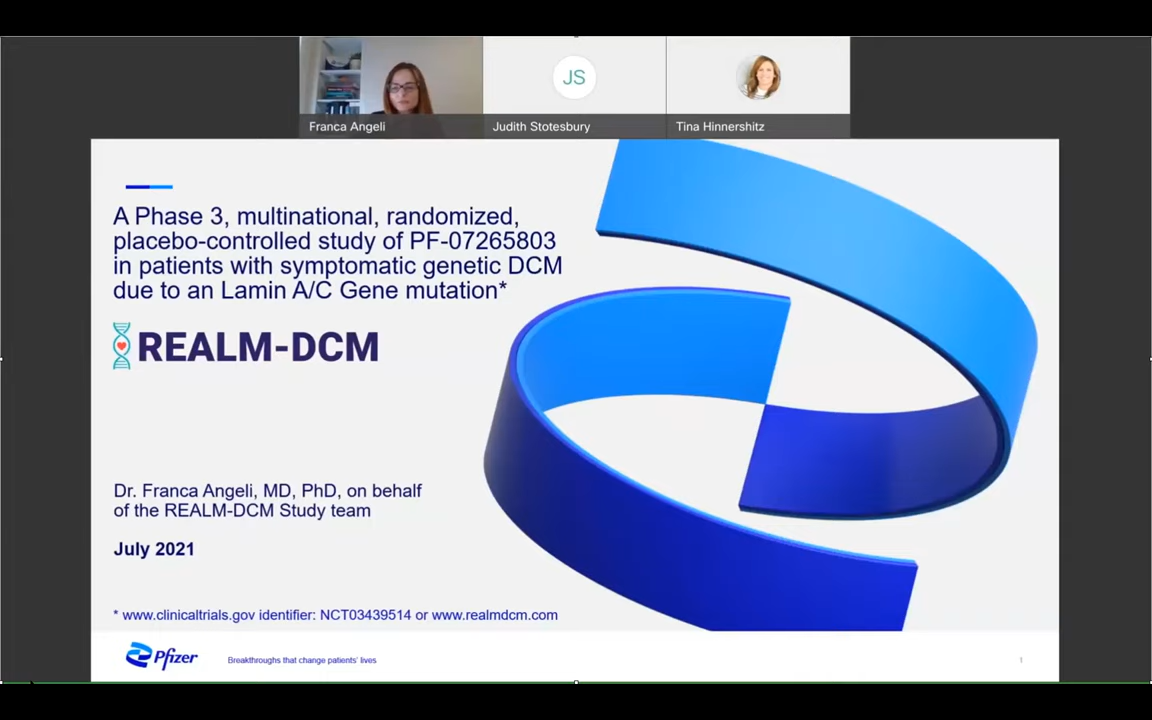 JS
Franca Angeli
Judith Stotesbury
Tina Hinnershitz
A Phase 3, multinational, randomized,
placebo-controlled study of PF-07265803
in patients with symptomatic genetic DCM
due to an Lamin A/C Gene mutation*
REALM-DCM
Dr. Franca Angeli, MD, PhD, on behalf
of the REALM-DCM Study team
July 2021
* www.clinicaltrials.gov identifier: NCT03439514 or www.realmdcm.com
Pfizer
Breakthroughs that change patients' lives
1